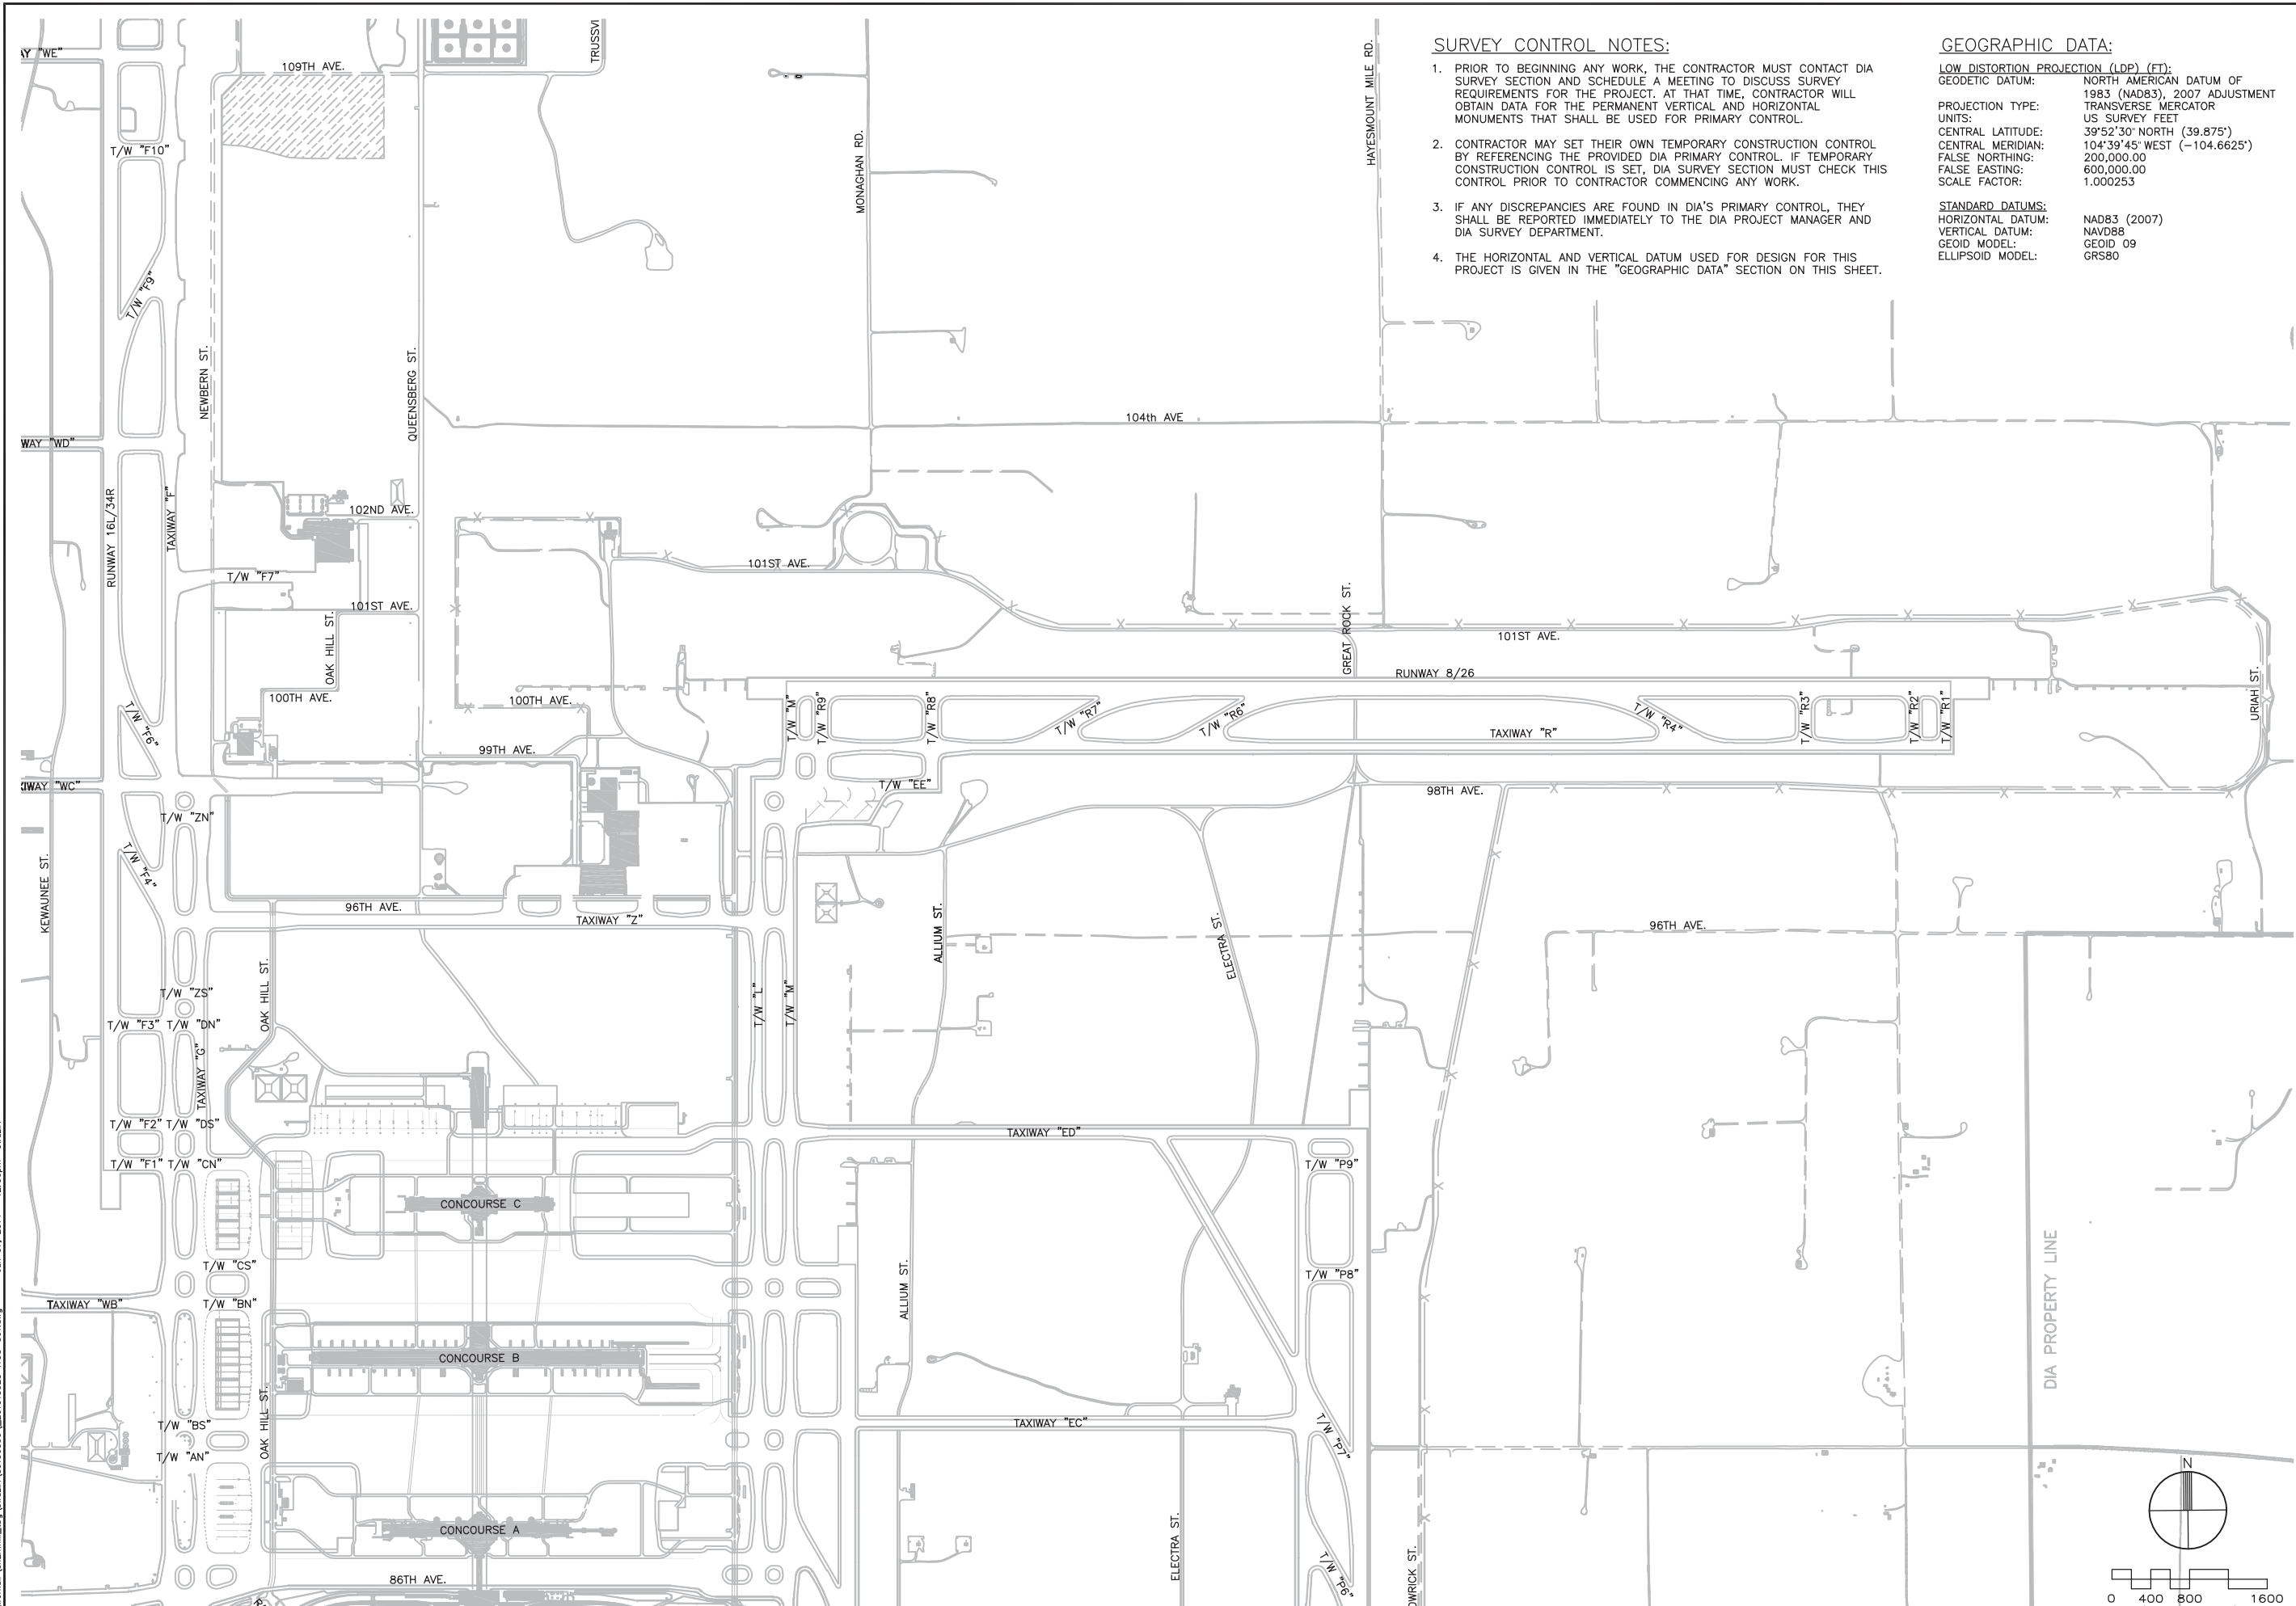 SURVEY CONTROL NOTES:
1. PRIOR TO BEGINNING ANY WORK, THE CONTRACTOR MUST CONTACT DIA
SURVEY SECTION AND SCHEDULE A MEETING TO DISCUSS SURVEY
REQUIREMENTS FOR THE PROJECT. AT THAT TIME, CONTRACTOR WILL
OBTAIN DATA FOR THE PERMANENT VERTICAL AND HORIZONTAL
MONUMENTS THAT SHALL BE USED FOR PRIMARY CONTROL.
2. CONTRACTOR MAY SET THEIR OWN TEMPORARY CONSTRUCTION CONTROL
BY REFERENCING THE PROVIDED DIA PRIMARY CONTROL. IF TEMPORARY
CONSTRUCTION CONTROL IS SET, DIA SURVEY SECTION MUST CHECK THIS
CONTROL PRIOR TO CONTRACTOR COMMENCING ANY WORK.
3. IF ANY DISCREPANCIES ARE FOUND IN DIA'S PRIMARY CONTROL, THEY
SHALL BE REPORTED IMMEDIATELY TO THE DIA PROJECT MANAGER AND
DIA SURVEY DEPARTMENT.
4. THE HORIZONTAL AND VERTICAL DATUM USED FOR DESIGN FOR THIS
PROJECT IS GIVEN IN THE "GEOGRAPHIC DATA" SECTION ON THIS SHEET.
GEOGRAPHIC DATA:
LOW DISTORTION PROJECTION (LDP) (FT):
GEODETIC DATUM: NORTH AMERICAN DATUM OF
1983 (NAD83), 2007 ADJUSTMENT
PROJECTION TYPE: TRANSVERSE MERCATOR
UNITS: US SURVEY FEET
CENTRAL LATITUDE: 39°52'30" NORTH (39.875°)
CENTRAL MERIDIAN: 104°39'45" WEST (-104.6625°)
FALSE NORTHING: 200,000.00
FALSE EASTING: 600,000.00
SCALE FACTOR: 1.000253
STANDARD DATUMS:
HORIZONTAL DATUM: NAD83 (2007)
VERTICAL DATUM: NAVD88
GEOID MODEL: GEOID 09
ELLIPSOID MODEL: GRS80
AY "WE"
109TH AVE.
TRUSSVI
MONAGHAN RD.
HAYESMOUNT MILE RD.
T/W "F10"
T/W "F9"
NEWBERN ST.
QUEENSBERG ST.
104th AVE
WAY "WD"
RUNWAY 16L/34R
TAXIWAY "F"
102ND AVE.
T/W "F7"
101ST AVE.
OAK HILL ST.
101ST AVE.
GREAT ROCK ST.
101ST AVE.
100TH AVE.
100TH AVE.
RUNWAY 8/26
URIAH ST.
T/W "F6"
T/W "M"
T/W "R9"
T/W "R8"
T/W "R7"
T/W "R6"
TAXIWAY "R"
T/W "R4"
T/W "R3"
T/W "R2"
T/W "R1"
99TH AVE.
XIWAY "WC"
T/W "EE"
98TH AVE.
T/W "ZN"
T/W "F4"
KEWAUNEE ST.
96TH AVE.
TAXIWAY "Z"
ALLIUM ST.
ELECTRA ST.
96TH AVE.
OAK HILL ST.
T/W "ZS"
T/W "L"
T/W "M"
T/W "F3"
T/W "DN"
TAXIWAY "G"
T/W "F2"
T/W "DS"
T/W "F1"
T/W "CN"
TAXIWAY "ED"
T/W "P9"
CONCOURSE C
T/W "CS"
T/W "P8"
ALLIUM ST.
DIA PROPERTY LINE
TAXIWAY "WB"
T/W "BN"
CONCOURSE B
OAK HILL ST.
T/W "BS"
TAXIWAY "EC"
T/W "P7"
T/W "AN"
N
CONCOURSE A
ELECTRA ST.
T/W "P6"
OWRICK ST.
86TH AVE.
0 400 800 1600